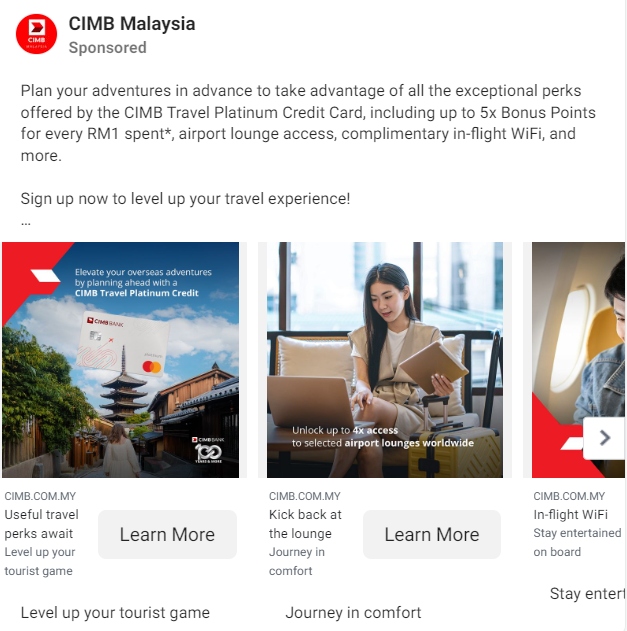 CIMB Malaysia
Sponsored
Plan your adventures in advance to take advantage of all the exceptional perks
offered by the CIMB Travel Platinum Credit Card, including up to 5x Bonus Points
for every RM1 spent*, airport lounge access, complimentary in-flight WiFi, and
more.
Sign up now to level up your travel experience!
...
Elevate your overseas adventures
by planning ahead with a
CIMB Travel Platinum Credit
CIMB BANK
CIMB BANK
100
YEARS & MORE
CIMB.COM.MY
Useful travel
perks await
Level up your
tourist game
Learn More
Level up your tourist game
Unlock up to 4x access
to selected airport lounges worldwide
CIMB.COM.MY
Kick back at
the lounge
Journey in
comfort
Learn More
Journey in comfort
CIMB.COM.MY
In-flight WiFi
Stay entertained
on board
Stay entert